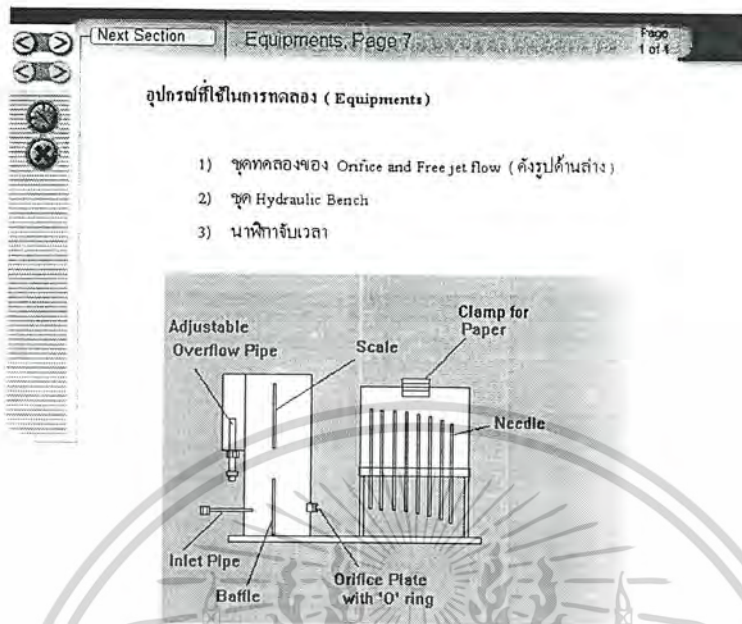 Next Section
Equipments, Page 7
Page
1 of 1
อุปกรณ์ที่ใช้ในการทดลอง ( Equipments )
1) ชุดทดลองของ Orifice and Free jet flow ( ดังรูปด้านล่าง )
2) ชุด Hydraulic Bench
3) นาฬิกาจับเวลา
Clamp for
Paper
Adjustable
Overflow Pipe
Scale
Needle
Inlet Pipe
Baffle
Orifice Plate
with 'O' ring